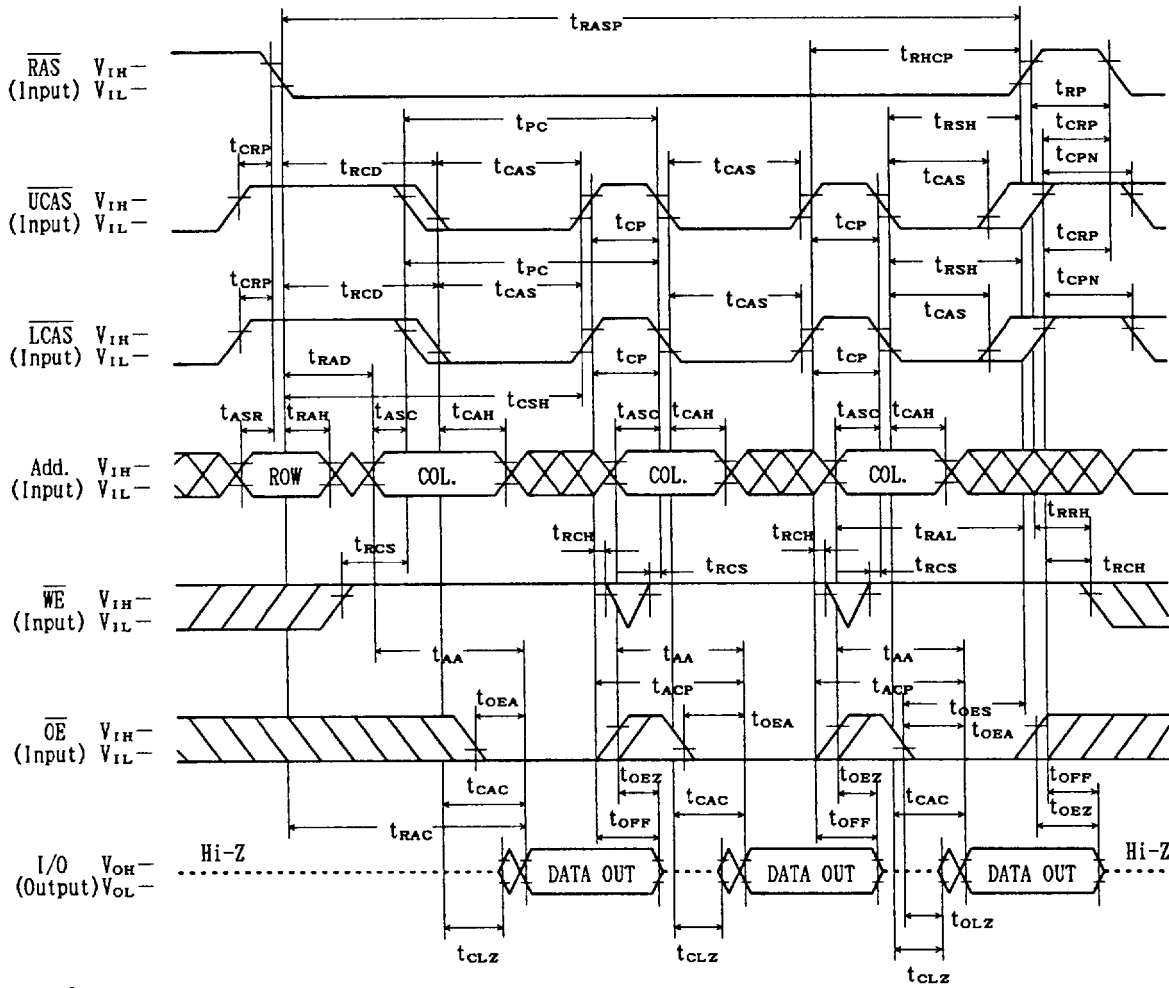 tRASP
tRHCP
RAS VIH
(Input) VIL
tRP
tPC tRSH tCRP
tCRP tRCD tCAS tCAS tCAS tCPN
UCAS VIH
(Input) VIL
tCP tCP tCRP
tPC tRSH
tCRP tRCD tCAS tCAS tCAS tCPN
LCAS VIH
(Input) VIL
tRAD tCP tCP
tCSH
tASR tRAH tASC tCAH tASC tCAH tASC tCAH
Add. VIH
(Input) VIL
ROW COL. COL. COL.
tRCH tRCH tRAL tRRH
tRCS tRCS tRCS tRCH
WE VIH
(Input) VIL
tAA tAA tAA
tACP tACP
tOEA tOEA tOES
tOEA
OE VIH
(Input) VIL
tOEZ tOEZ tOFF
tCAC tCAC tCAC tOEZ
tRAC tOFF tOFF
I/O VOH
(Output) VOL
Hi-Z DATA OUT DATA OUT DATA OUT Hi-Z
tOLZ
tCLZ tCLZ tCLZ